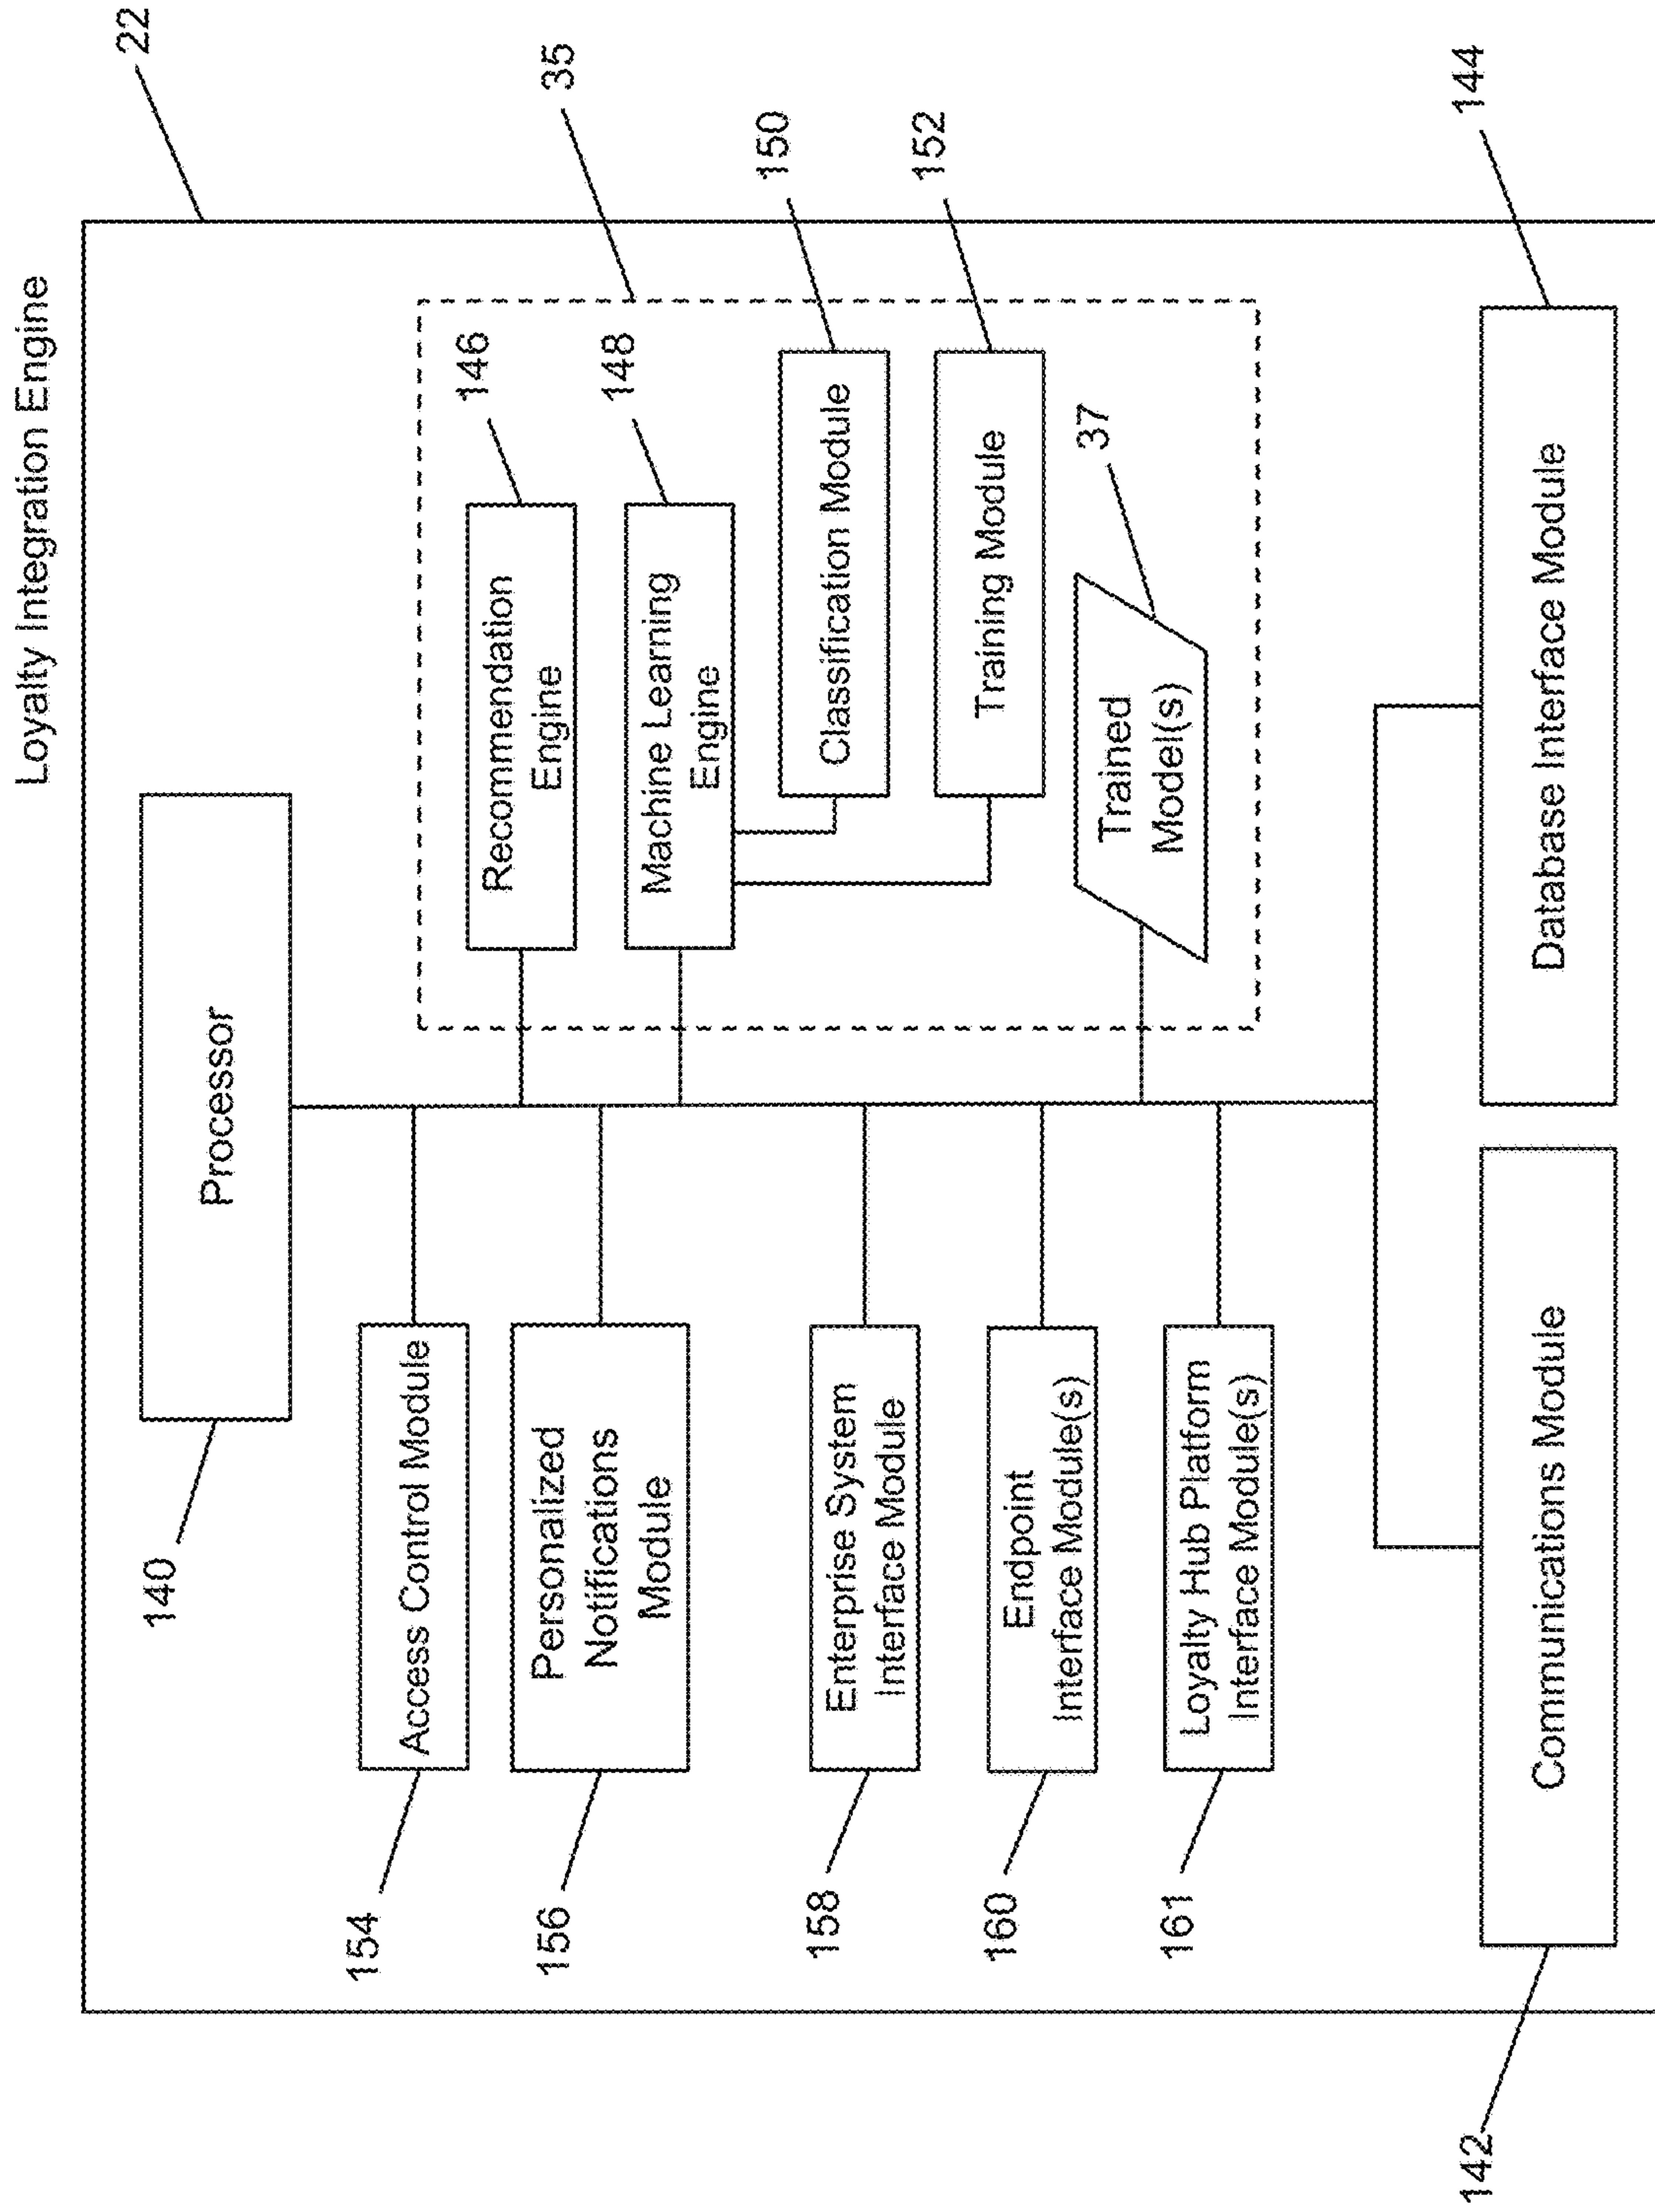 Loyalty Integration Engine
22
Processor
140
35
Recommendation
Engine
146
Machine Learning
Engine
148
Classification Module
150
Training Module
152
Trained
Model(s)
37
Access Control Module
154
Personalized
Notifications
Module
156
Enterprise System
Interface Module
158
Endpoint
Interface Module(s)
160
Loyalty Hub Platform
Interface Module(s)
161
Communications Module
142
Database Interface Module
144